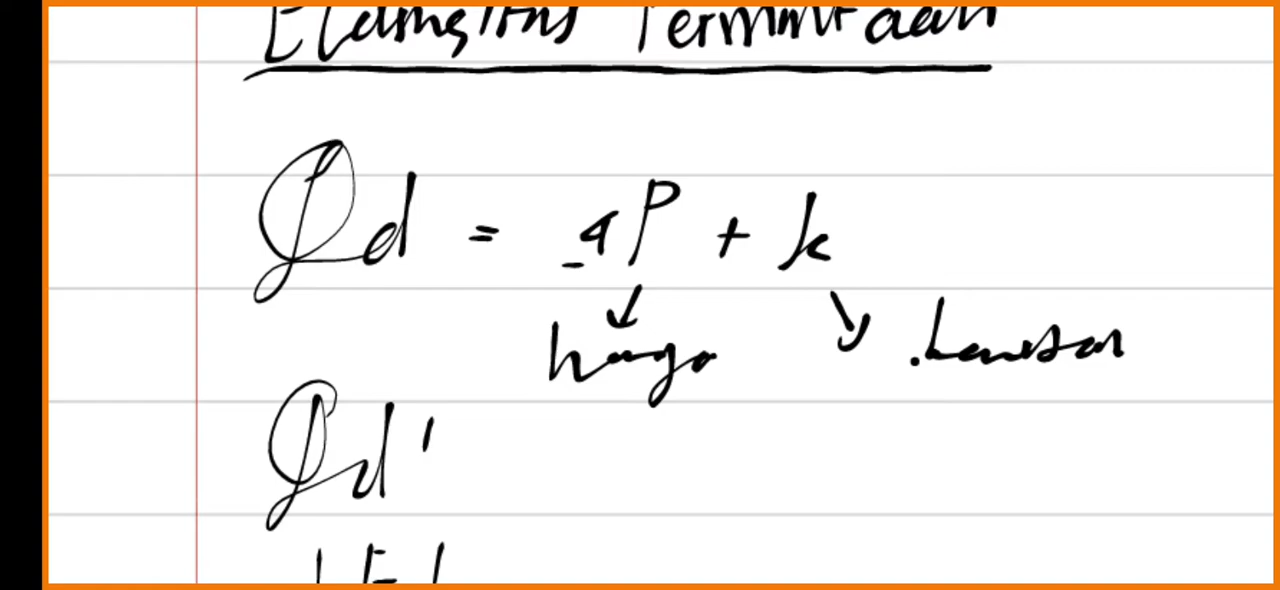 Elastisitas Permintaan
Qd = aP + k
harga
konstan
Qd'
|E|